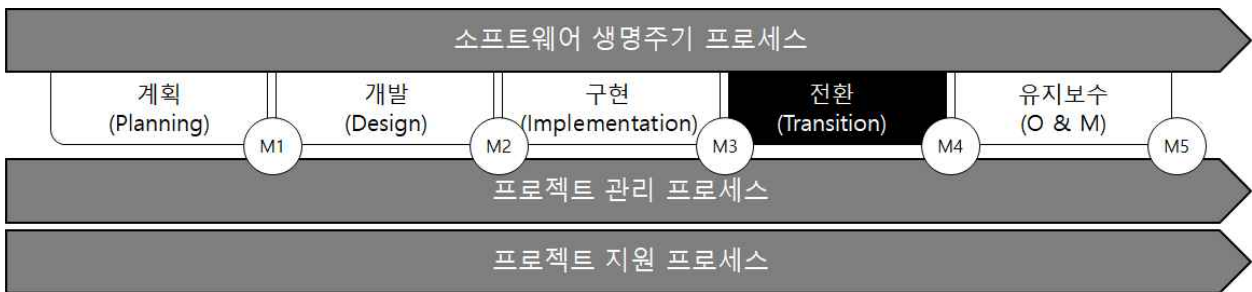 소프트웨어 생명주기 프로세스
계획
(Planning)
개발
(Design)
구현
(Implementation)
전환
(Transition)
유지보수
(O & M)
M1
M2
M3
M4
M5
프로젝트 관리 프로세스
프로젝트 지원 프로세스